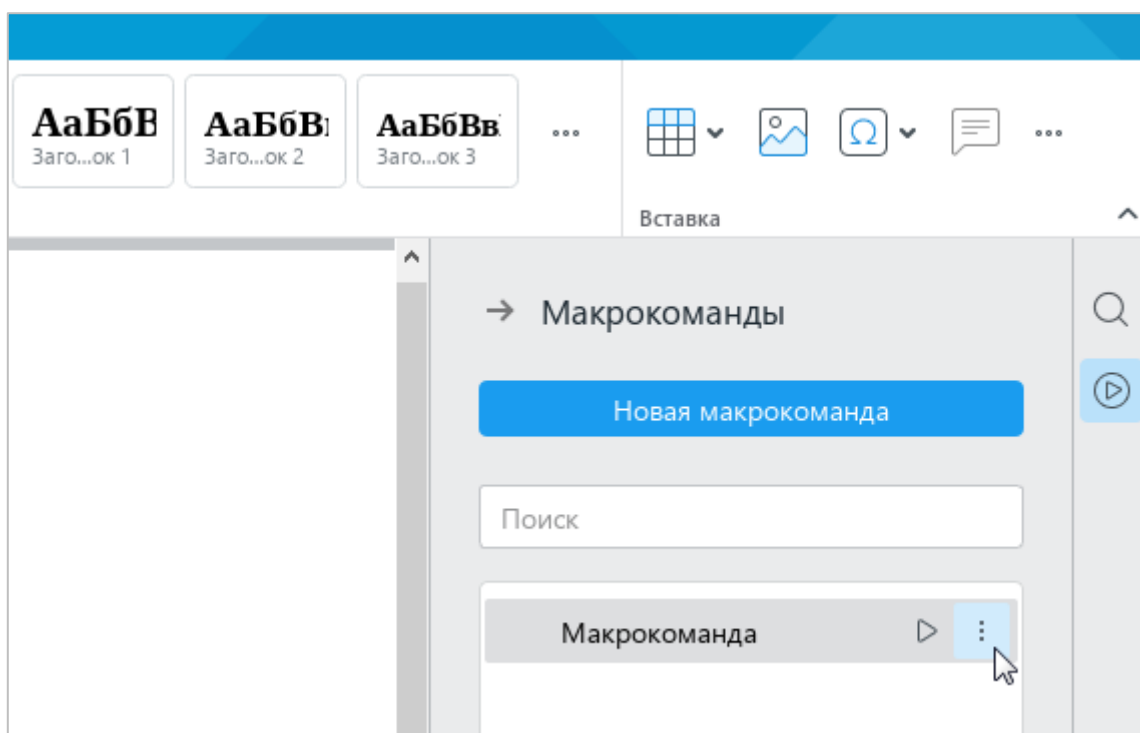 АаБбВ
АаБбВ
АаБбВв
Заго...ок 1
Заго...ок 2
Заго...ок 3
Вставка
Макрокоманды
Новая макрокоманда
Поиск
Макрокоманда